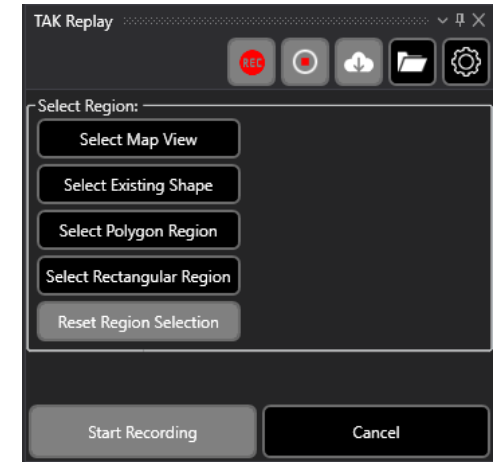 TAK Replay
REC
Select Region:
Select Map View
Select Existing Shape
Select Polygon Region
Select Rectangular Region
Reset Region Selection
Start Recording
Cancel